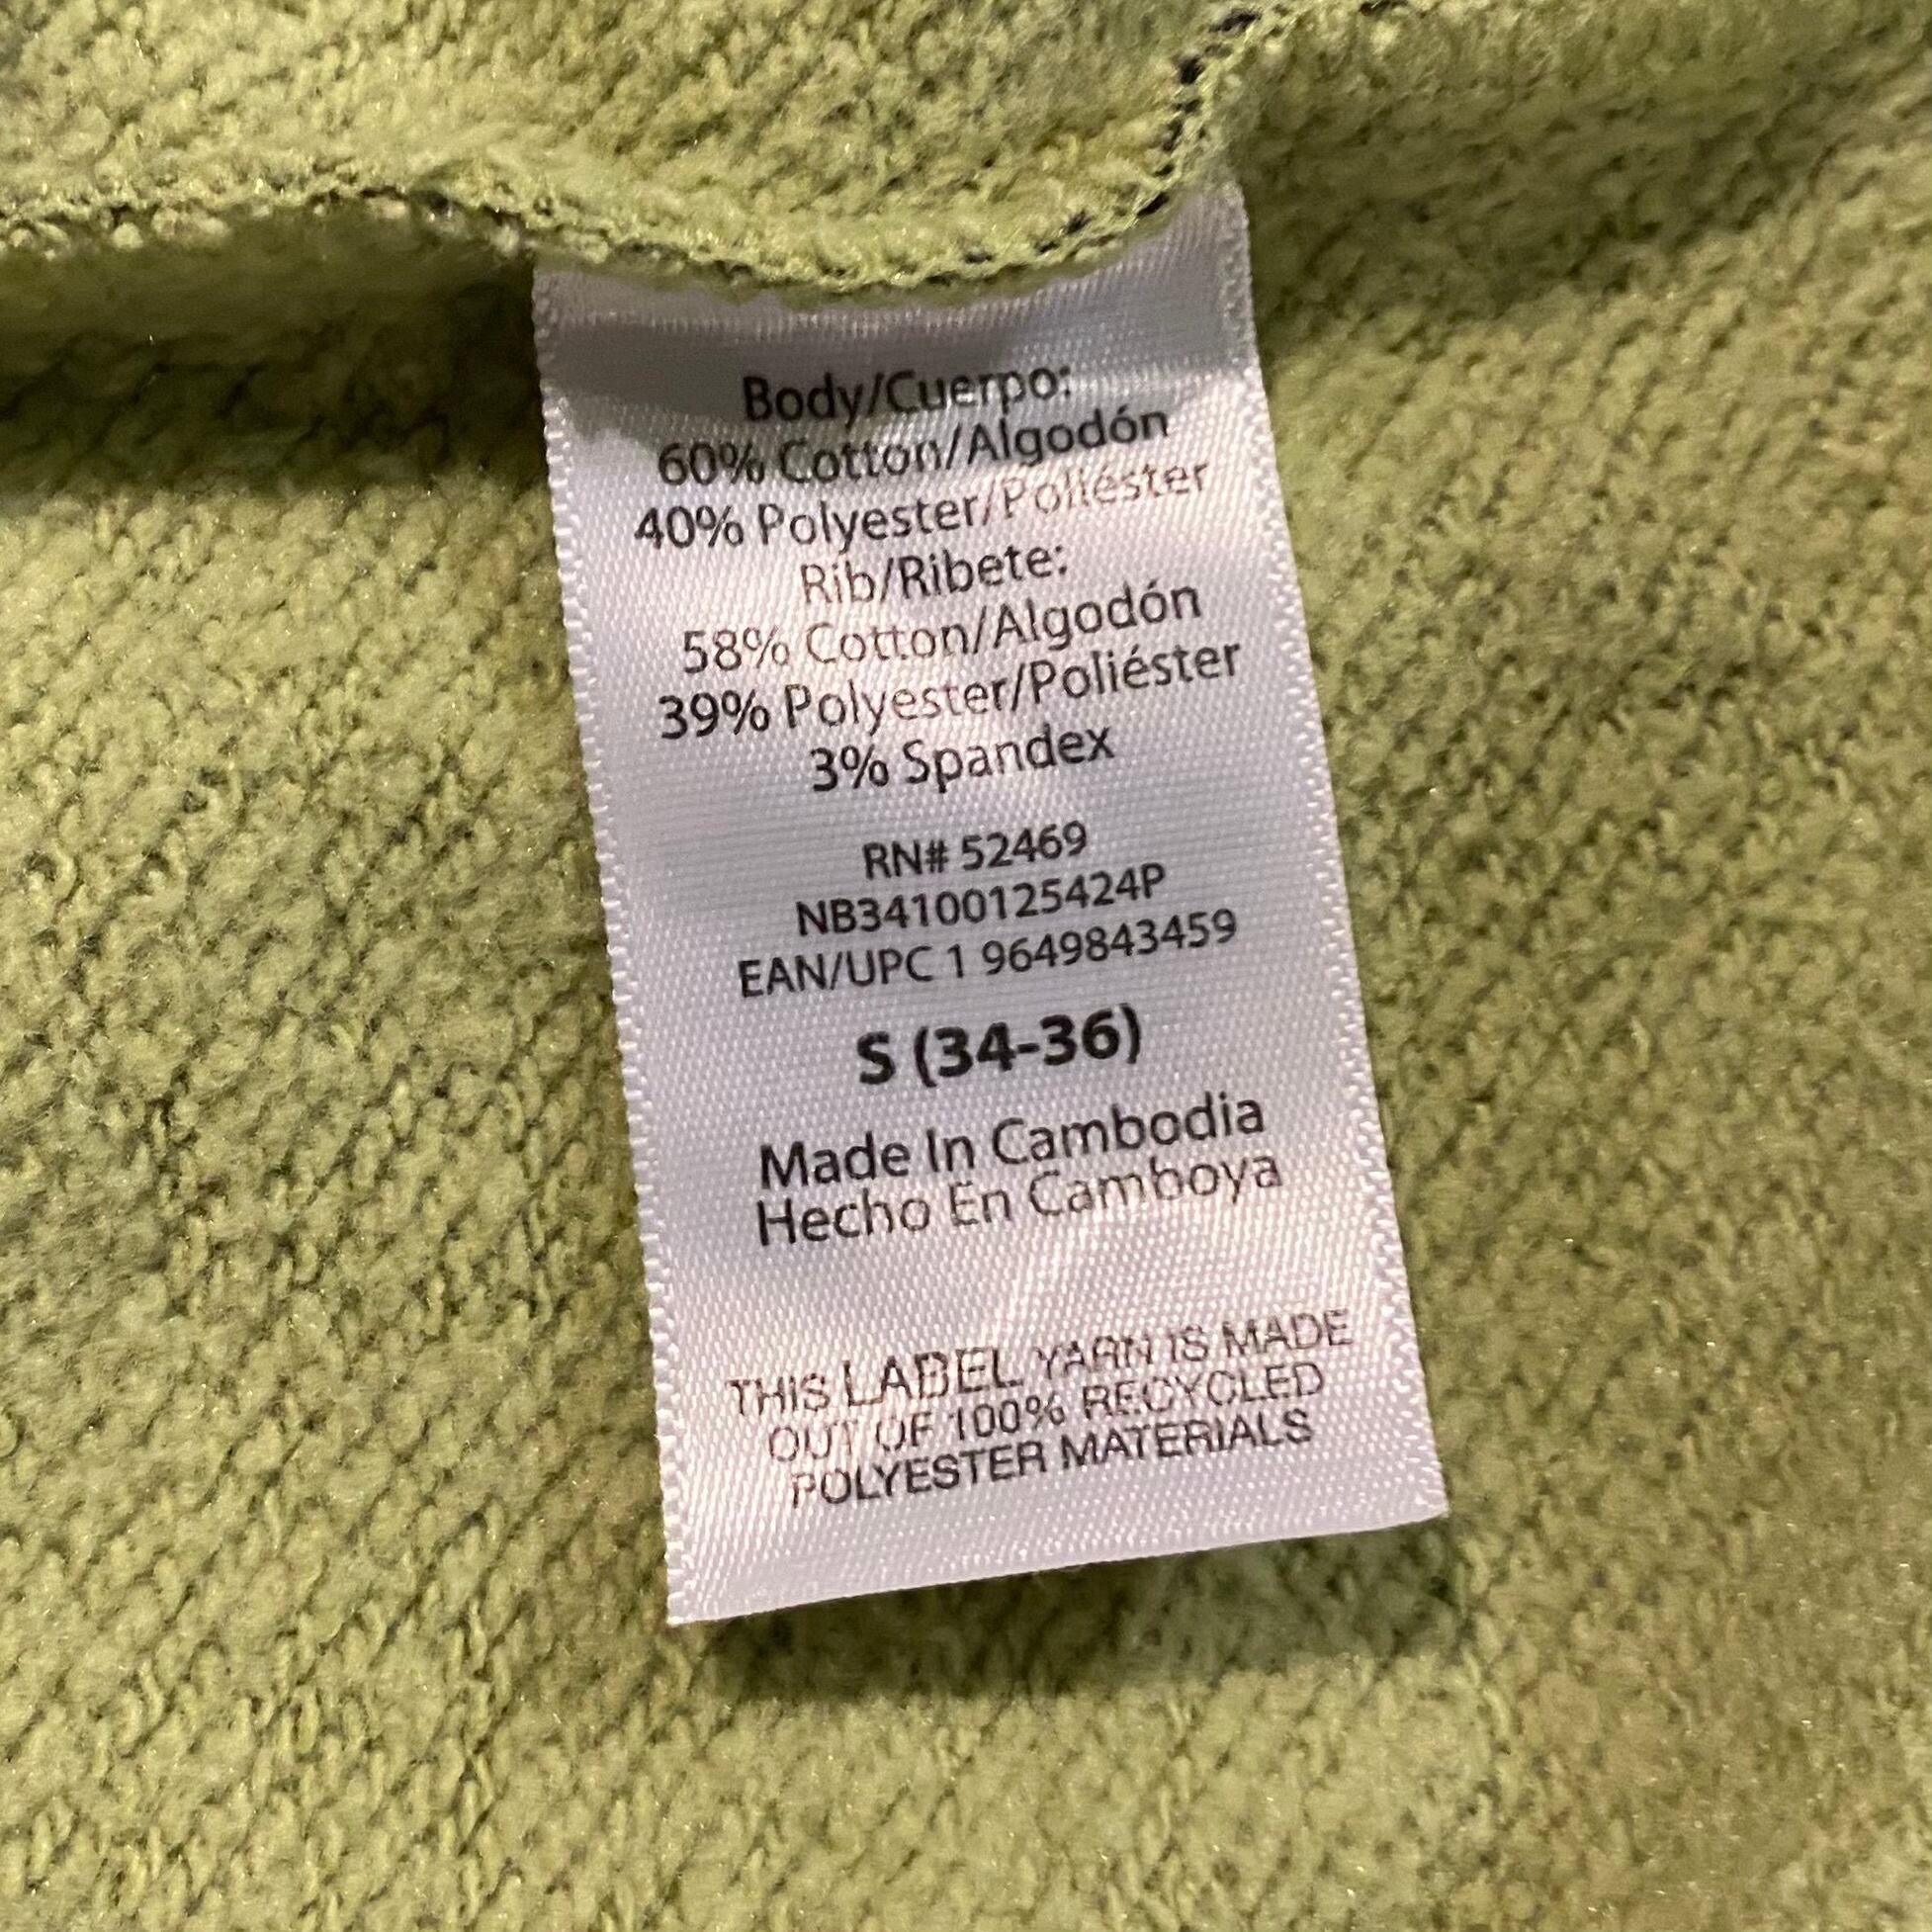 Body/Cuerpo:
60% Cotton/Algodón
40% Polyester/Poliéster
Rib/Ribete:
58% Cotton/Algodón
39% Polyester/Poliéster
3% Spandex
RN# 52469
NB34100125424P
EAN/UPC 1 9649843459
S (34-36)
Made In Cambodia
Hecho En Camboya
THIS LABEL YARN IS MADE
OUT OF 100% RECYCLED
POLYESTER MATERIALS